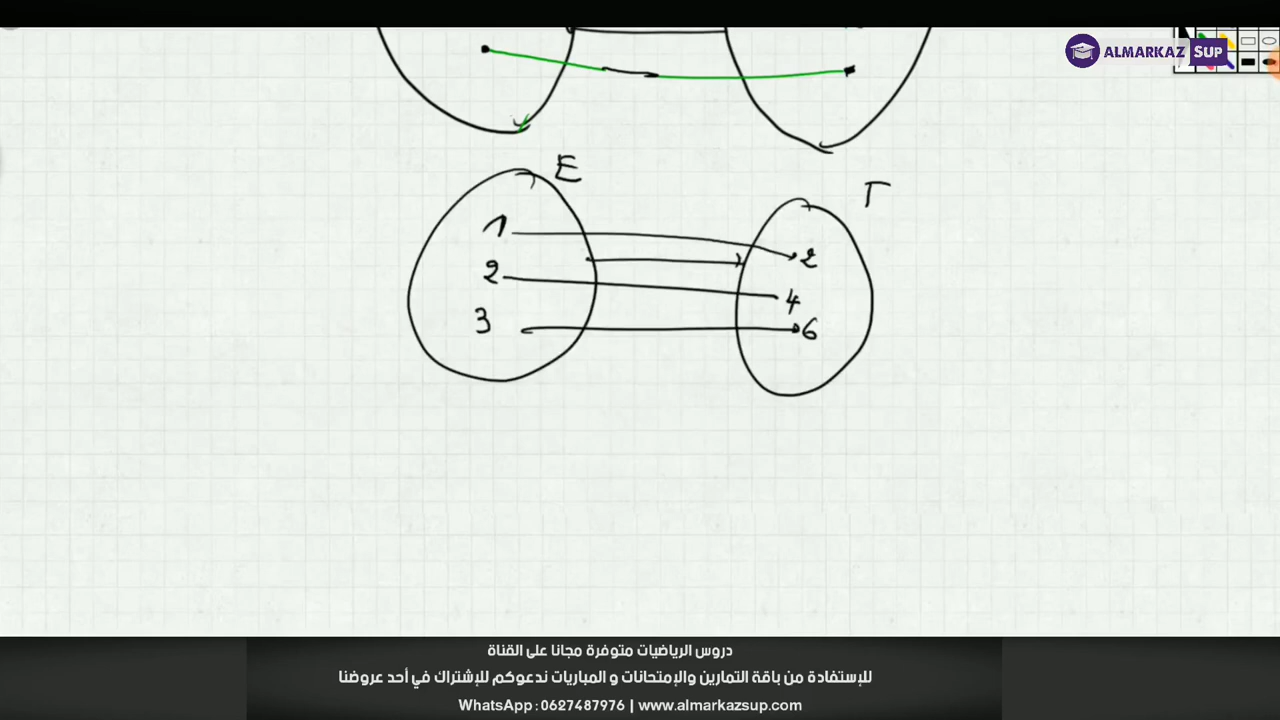 ALMARKAZ SUP
E
Γ
1
2
2
4
3
6
دروس الرياضيات متوفرة مجانا على القناة
للإستفادة من باقة التمارين والإمتحانات و المباريات ندعوكم للإشتراك في أحد عروضنا
WhatsApp : 0627487976 | www.almarkazsup.com